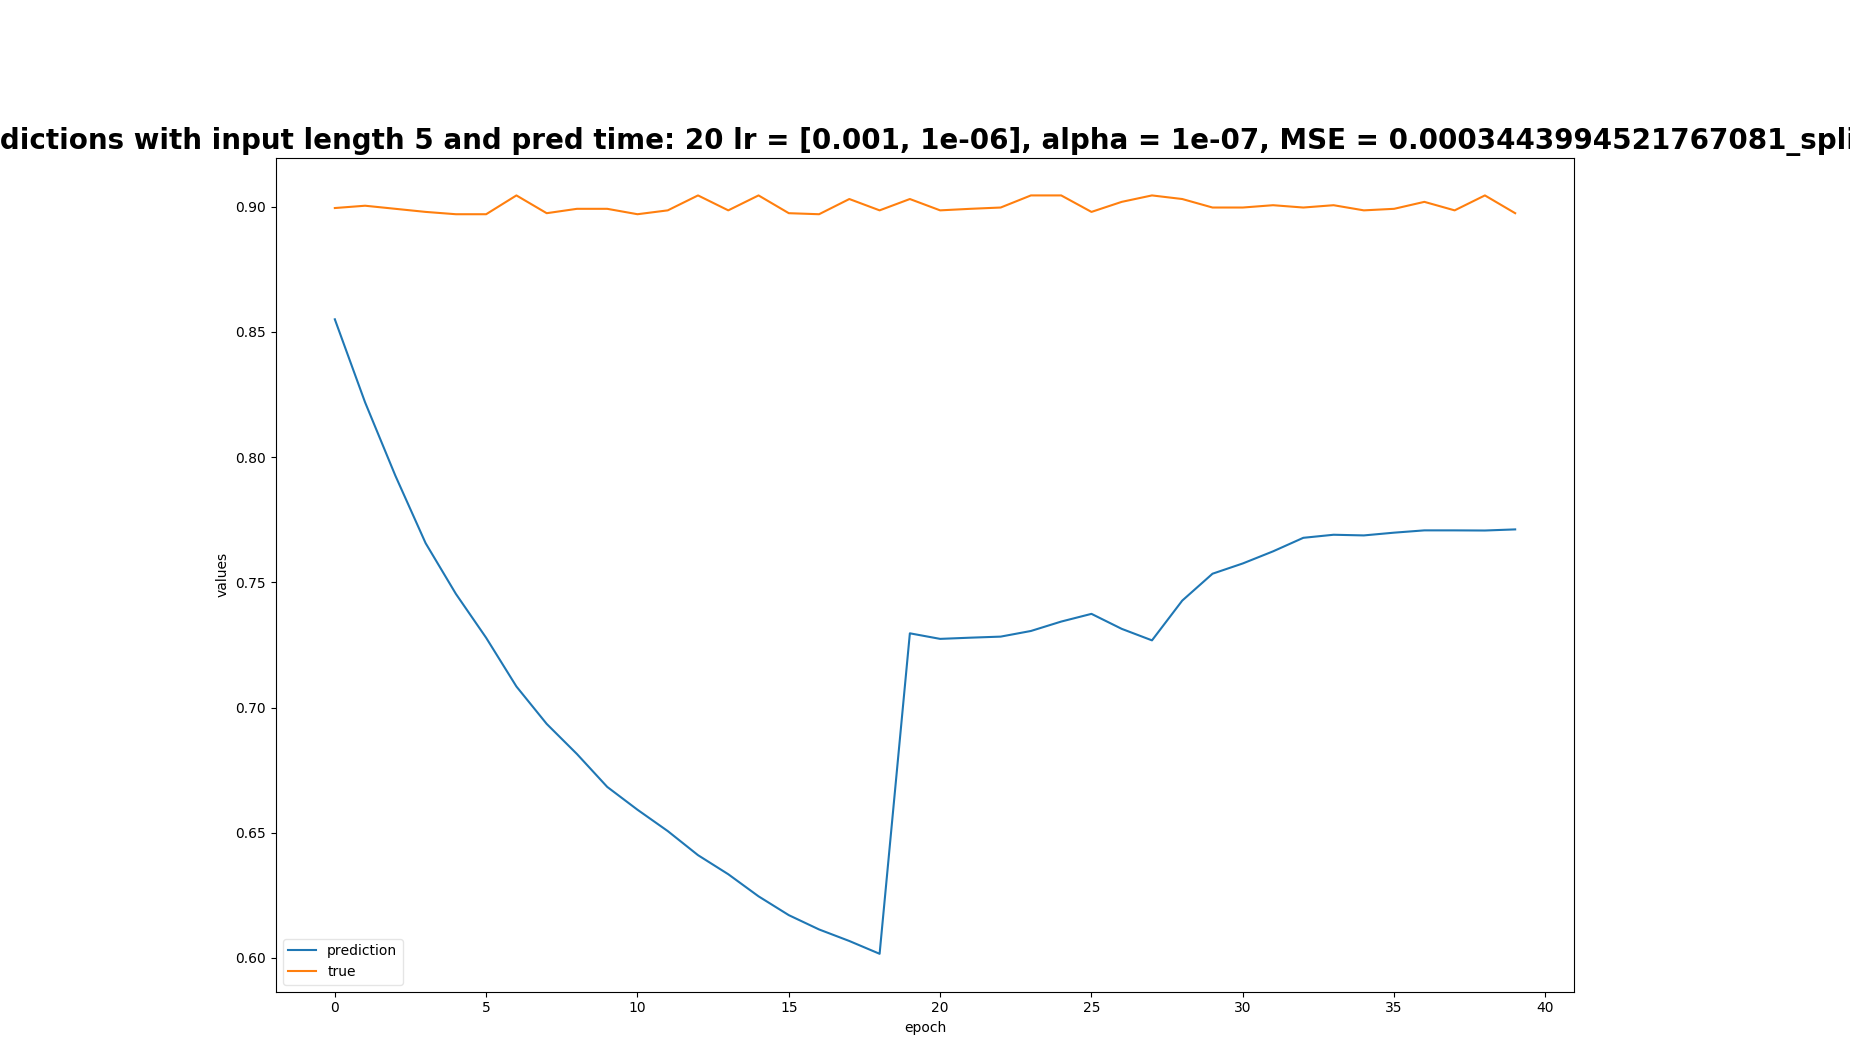 dictions with input length 5 and pred time: 20 lr = [0.001, 1e-06], alpha = 1e-07, MSE = 0.0003443994521767081_spli
0.90
0.85
0.80
0.75
0.70
0.65
0.60
values
prediction
true
0 5 10 15 20 25 30 35 40
epoch